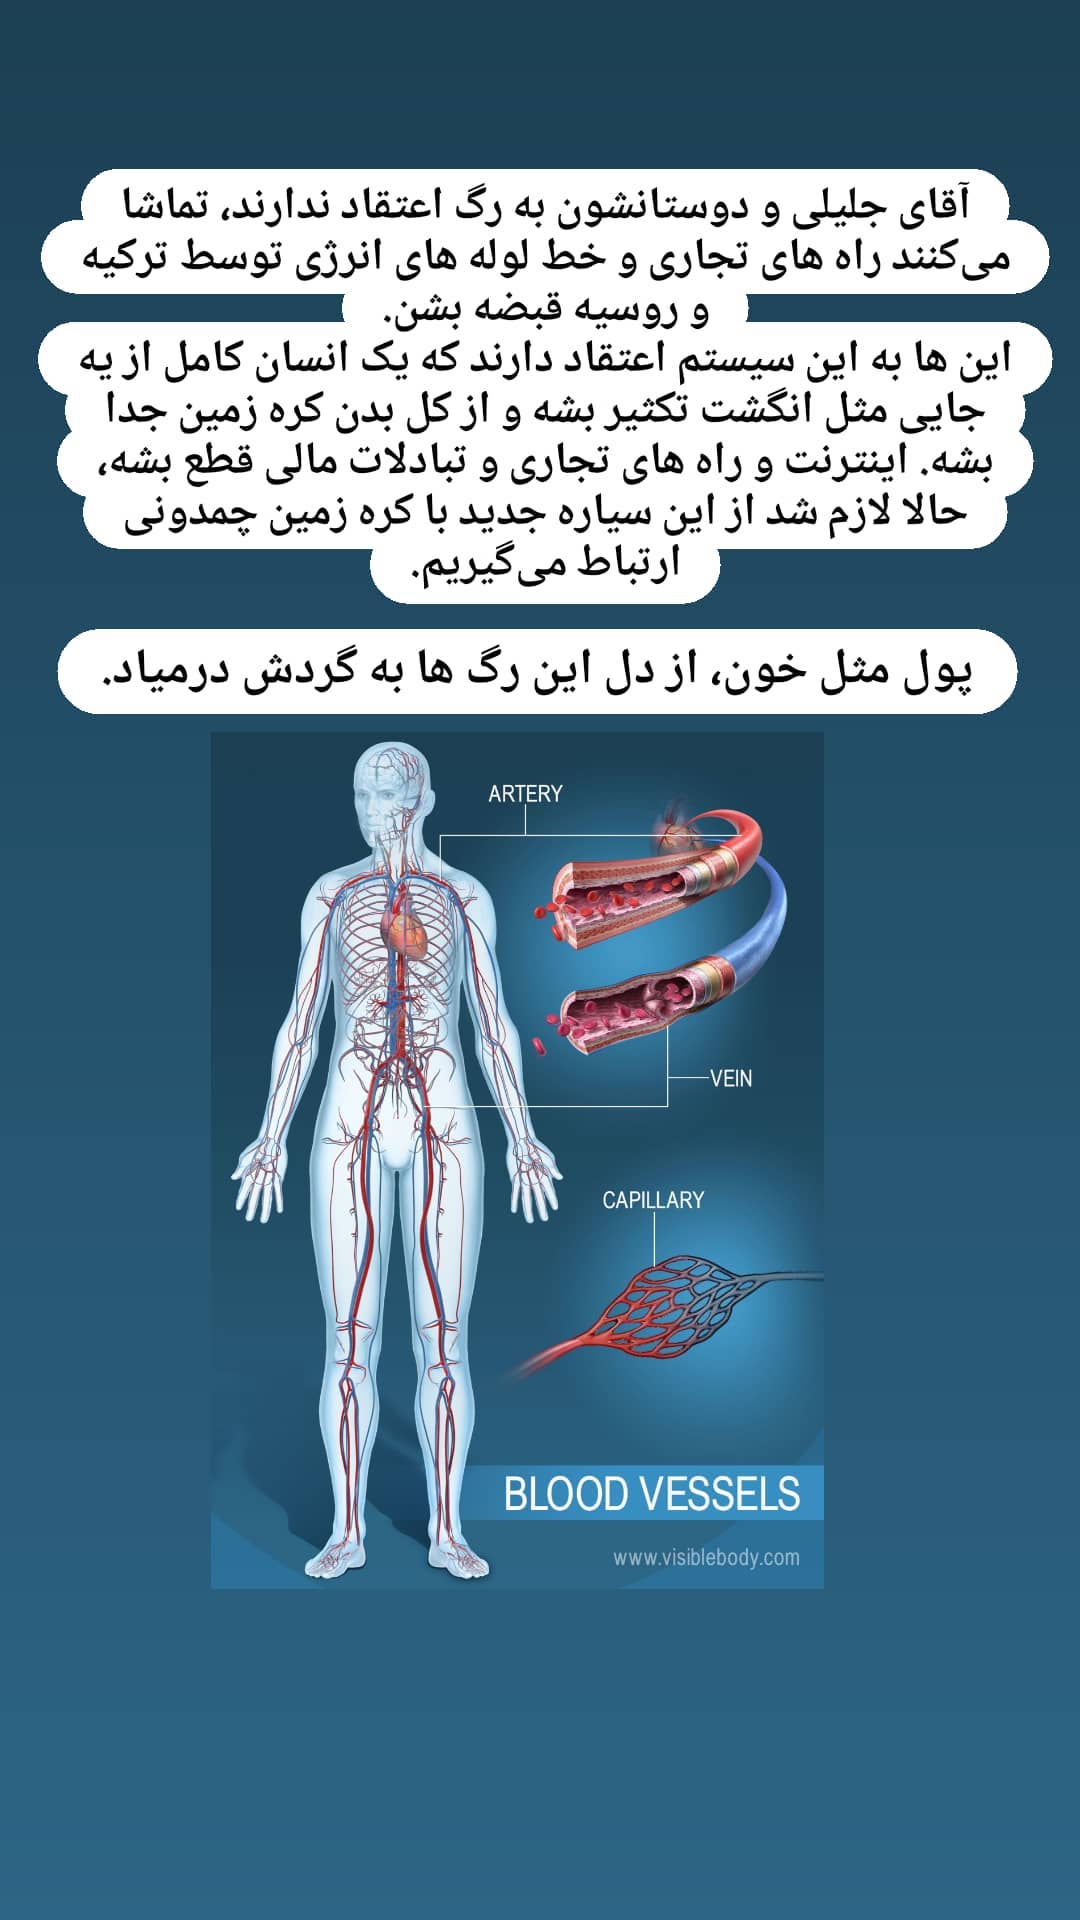 آقای جلیلی و دوستانشون به رگ اعتقاد ندارند، تماشا
می‌کنند راه های تجاری و خط لوله های انرژی توسط ترکیه
و روسیه قبضه بشن.
این ها به این سیستم اعتقاد دارند که یک انسان کامل از یه
جایی مثل انگشت تکثیر بشه و از کل بدن کره زمین جدا
بشه. اینترنت و راه های تجاری و تبادلات مالی قطع بشه،
حالا لازم شد از این سیاره جدید با کره زمین چمدونی
ارتباط می‌گیریم.
پول مثل خون، از دل این رگ ها به گردش درمیاد.
ARTERY
VEIN
CAPILLARY
BLOOD VESSELS
www.visiblebody.com